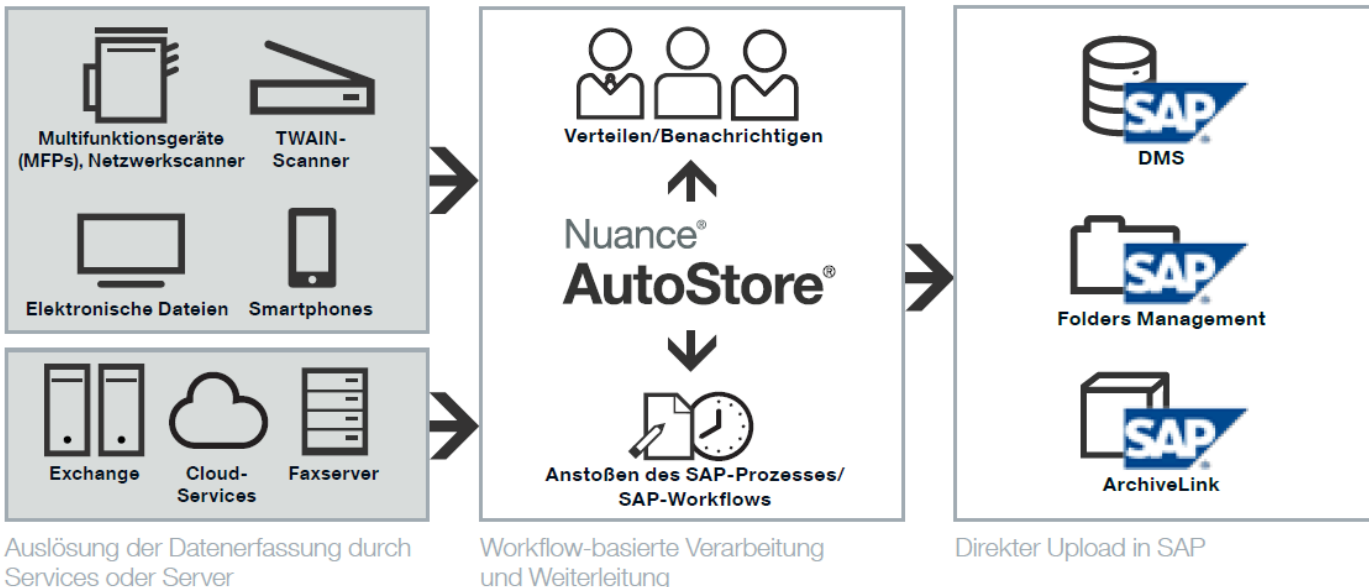 Multifunktionsgeräte
(MFPs), Netzwerkscanner
TWAIN-
Scanner
Elektronische Dateien
Smartphones
Exchange
Cloud-
Services
Faxserver
Auslösung der Datenerfassung durch
Services oder Server
Verteilen/Benachrichtigen
Nuance®
AutoStore®
Anstoßen des SAP-Prozesses/
SAP-Workflows
Workflow-basierte Verarbeitung
und Weiterleitung
SAP
DMS
SAP
Folders Management
SAP
ArchiveLink
Direkter Upload in SAP